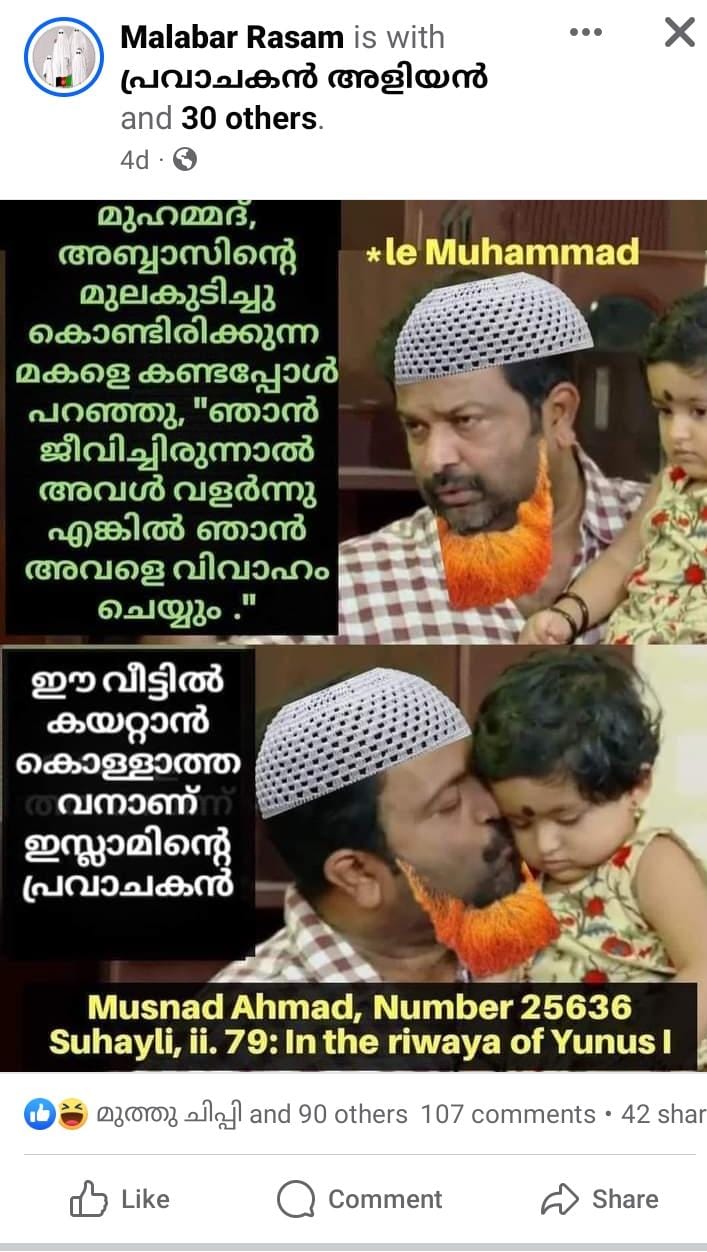 Malabar Rasam is with
പ്രവാചകൻ അളിയൻ
and 30 others.
4d
മുഹമ്മദ്,
അബ്ബാസിന്റെ
മുലകുടിച്ചു
കൊണ്ടിരിക്കുന്ന
മകളെ കണ്ടപ്പോൾ
പറഞ്ഞു, "ഞാൻ
ജീവിച്ചിരുന്നാൽ
അവൾ വളർന്നു
എങ്കിൽ ഞാൻ
അവളെ വിവാഹം
ചെയ്യും ."
*le Muhammad
ഈ വീട്ടിൽ
കയറ്റാൻ
കൊള്ളാത്ത
വനാണ്
ഇസ്ലാമിന്റെ
പ്രവാചകൻ
Musnad Ahmad, Number 25636
Suhayli, ii. 79: In the riwaya of Yunus I
മുത്തു ചിപ്പി and 90 others 107 comments • 42 shar
Like Comment Share